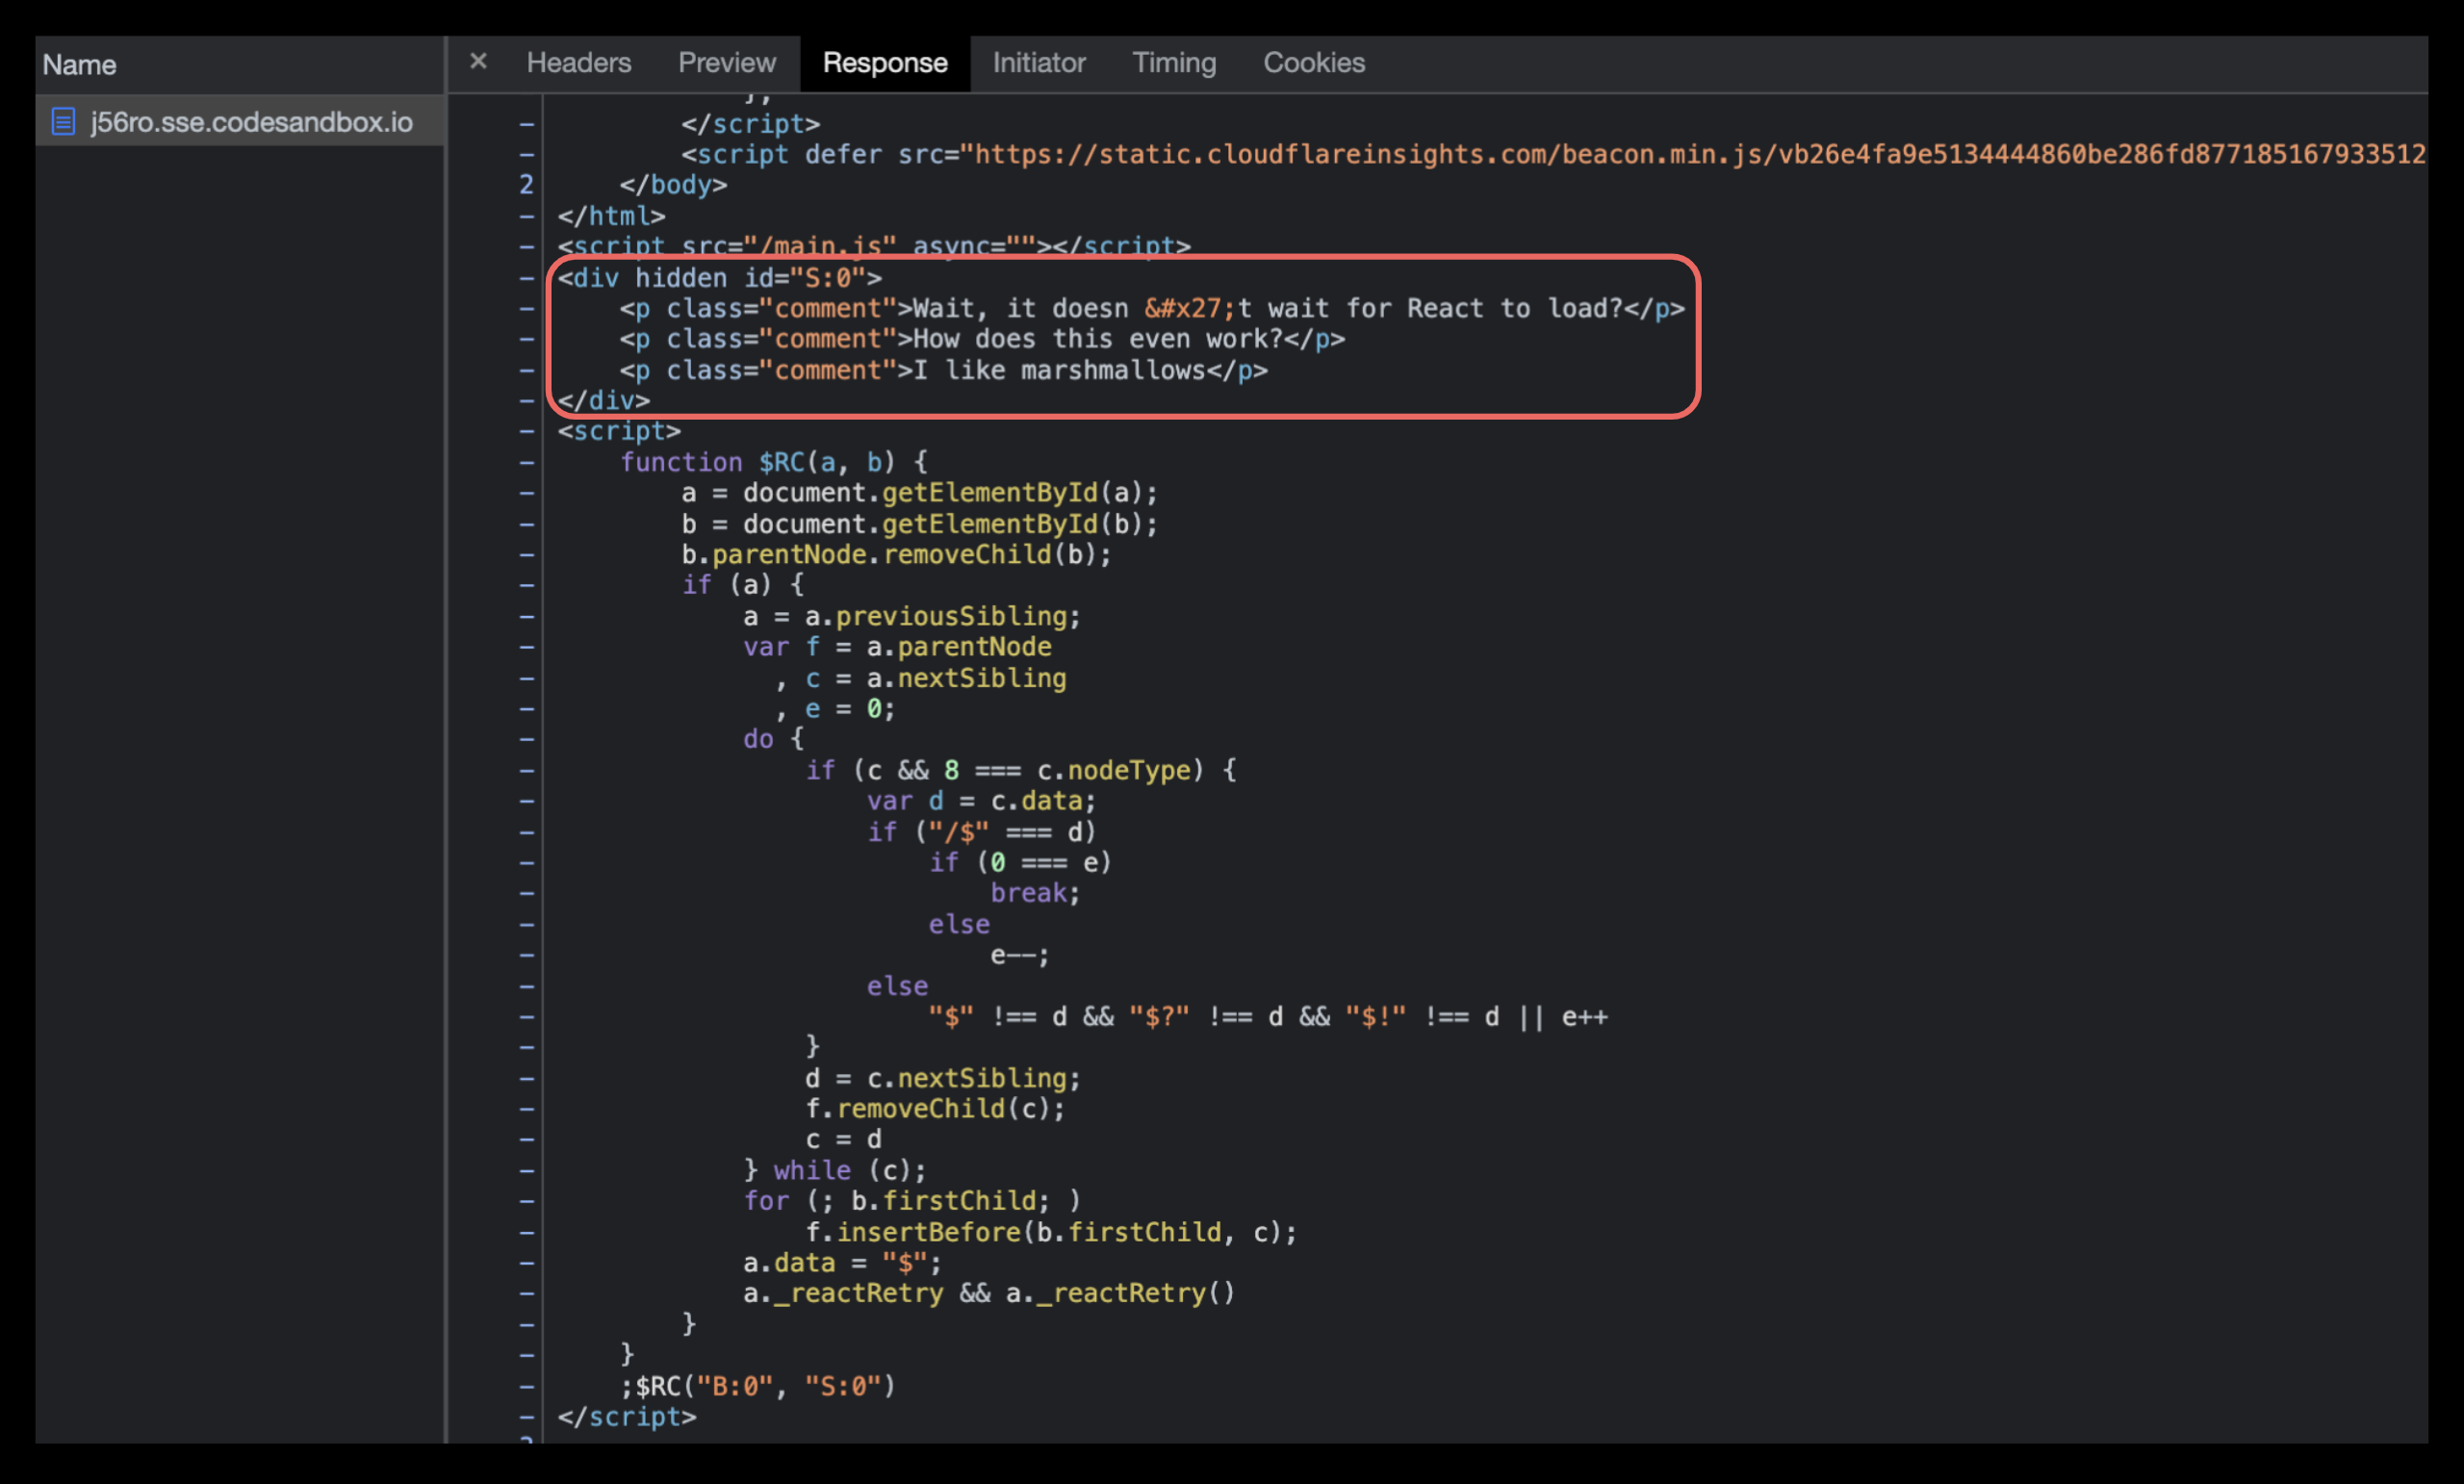 Name
× Headers Preview Response Initiator Timing Cookies
j56ro.sse.codesandbox.io
};
– </script>
– <script defer src="https://static.cloudflareinsights.com/beacon.min.js/vb26e4fa9e5134444860be286fd877185167933512
2 </body>
– </html>
– <script src="/main.js" async=""></script>
– <div hidden id="S:0">
– <p class="comment">Wait, it doesn &#x27;t wait for React to load?</p>
– <p class="comment">How does this even work?</p>
– <p class="comment">I like marshmallows</p>
– </div>
– <script>
– function $RC(a, b) {
– a = document.getElementById(a);
– b = document.getElementById(b);
– b.parentNode.removeChild(b);
– if (a) {
– a = a.previousSibling;
– var f = a.parentNode
– , c = a.nextSibling
– , e = 0;
– do {
– if (c && 8 === c.nodeType) {
– var d = c.data;
– if ("/$" === d)
– if (0 === e)
– break;
– else
– e--;
– else
– "$" !== d && "$?" !== d && "$!" !== d || e++
– }
– d = c.nextSibling;
– f.removeChild(c);
– c = d
– } while (c);
– for (; b.firstChild; )
– f.insertBefore(b.firstChild, c);
– a.data = "$";
– a._reactRetry && a._reactRetry()
– }
– }
– ;$RC("B:0", "S:0")
– </script>